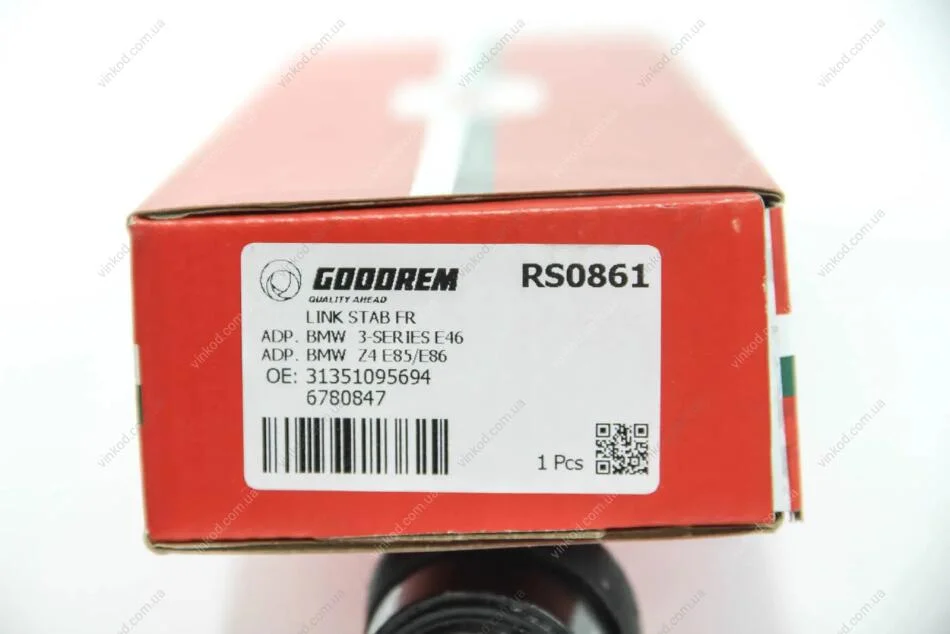 GOODREM
QUALITY AHEAD
RS0861
LINK STAB FR
ADP. BMW 3-SERIES E46
ADP. BMW Z4 E85/E86
OE: 31351095694
6780847
1 Pcs
vinkod.com.ua